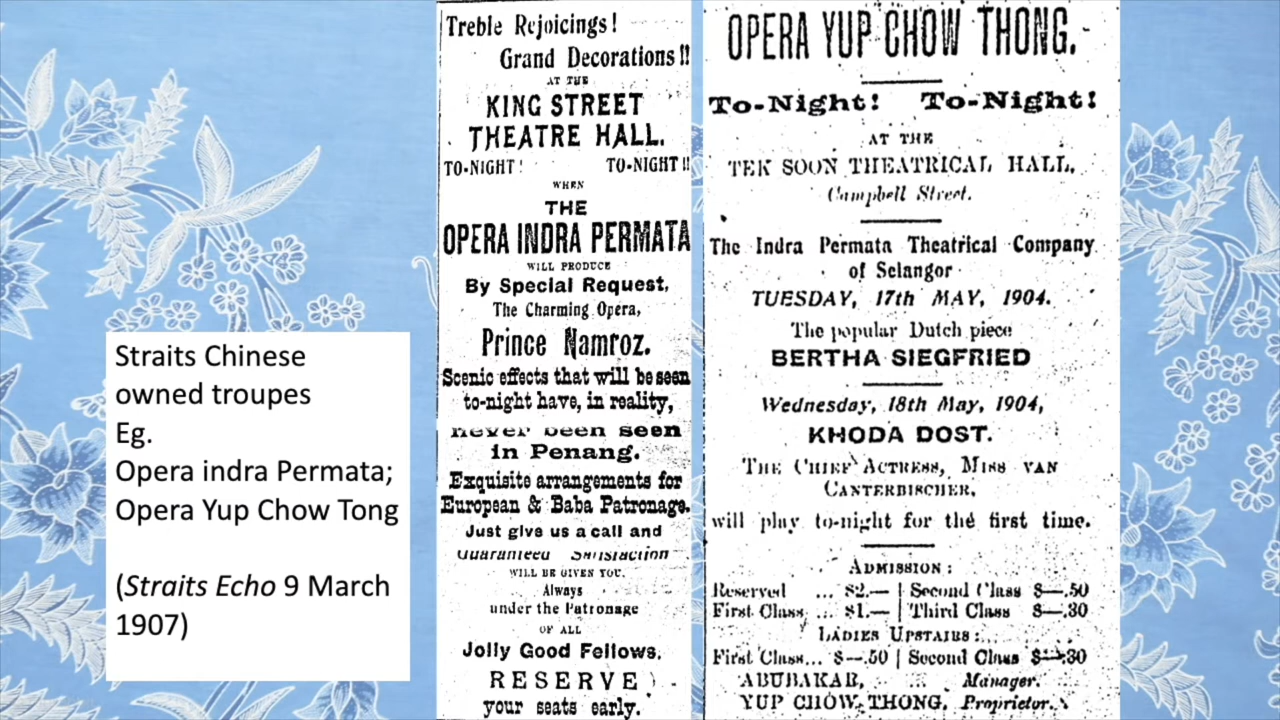 Straits Chinese
owned troupes
Eg.
Opera indra Permata;
Opera Yup Chow Tong
(Straits Echo 9 March
1907)
Treble Rejoicings!
Grand Decorations!!
AT THE
KING STREET
THEATRE HALL.
TO-NIGHT! TO-NIGHT!!
WHEN
THE
OPERA INDRA PERMATA
WILL PRODUCE
By Special Request,
The Charming Opera,
Prince Namroz.
Scenic effects that will be seen
to-night have, in reality,
never been seen
in Penang.
Exquisite arrangements for
European & Baba Patronage.
Just give us a call and
Guaranteed Satisfaction
WILL BE GIVEN YOU.
Always
under the Patronage
OF ALL
Jolly Good Fellows.
RESERVE
your seats early.
OPERA YUP CHOW THONG.
To-Night! To-Night!
AT THE
TEK SOON THEATRICAL HALL,
Campbell Street.
The Indra Permata Theatrical Company
of Selangor
TUESDAY, 17th MAY, 1904.
The popular Dutch piece
BERTHA SIEGFRIED
Wednesday, 18th May, 1904,
KHODA DOST.
THE CHIEF ACTRESS, MISS VAN
CANTERBISCHER,
will play to-night for the first time.
ADMISSION:
Reserved ... $2.— | Second Class $—.50
First Class ... $1.— | Third Class $—.30
LADIES UPSTAIRS:
First Class... $—.50 | Second Class $—.30
ABUBAKAR, ... Manager.
YUP CHOW THONG, Proprietor.